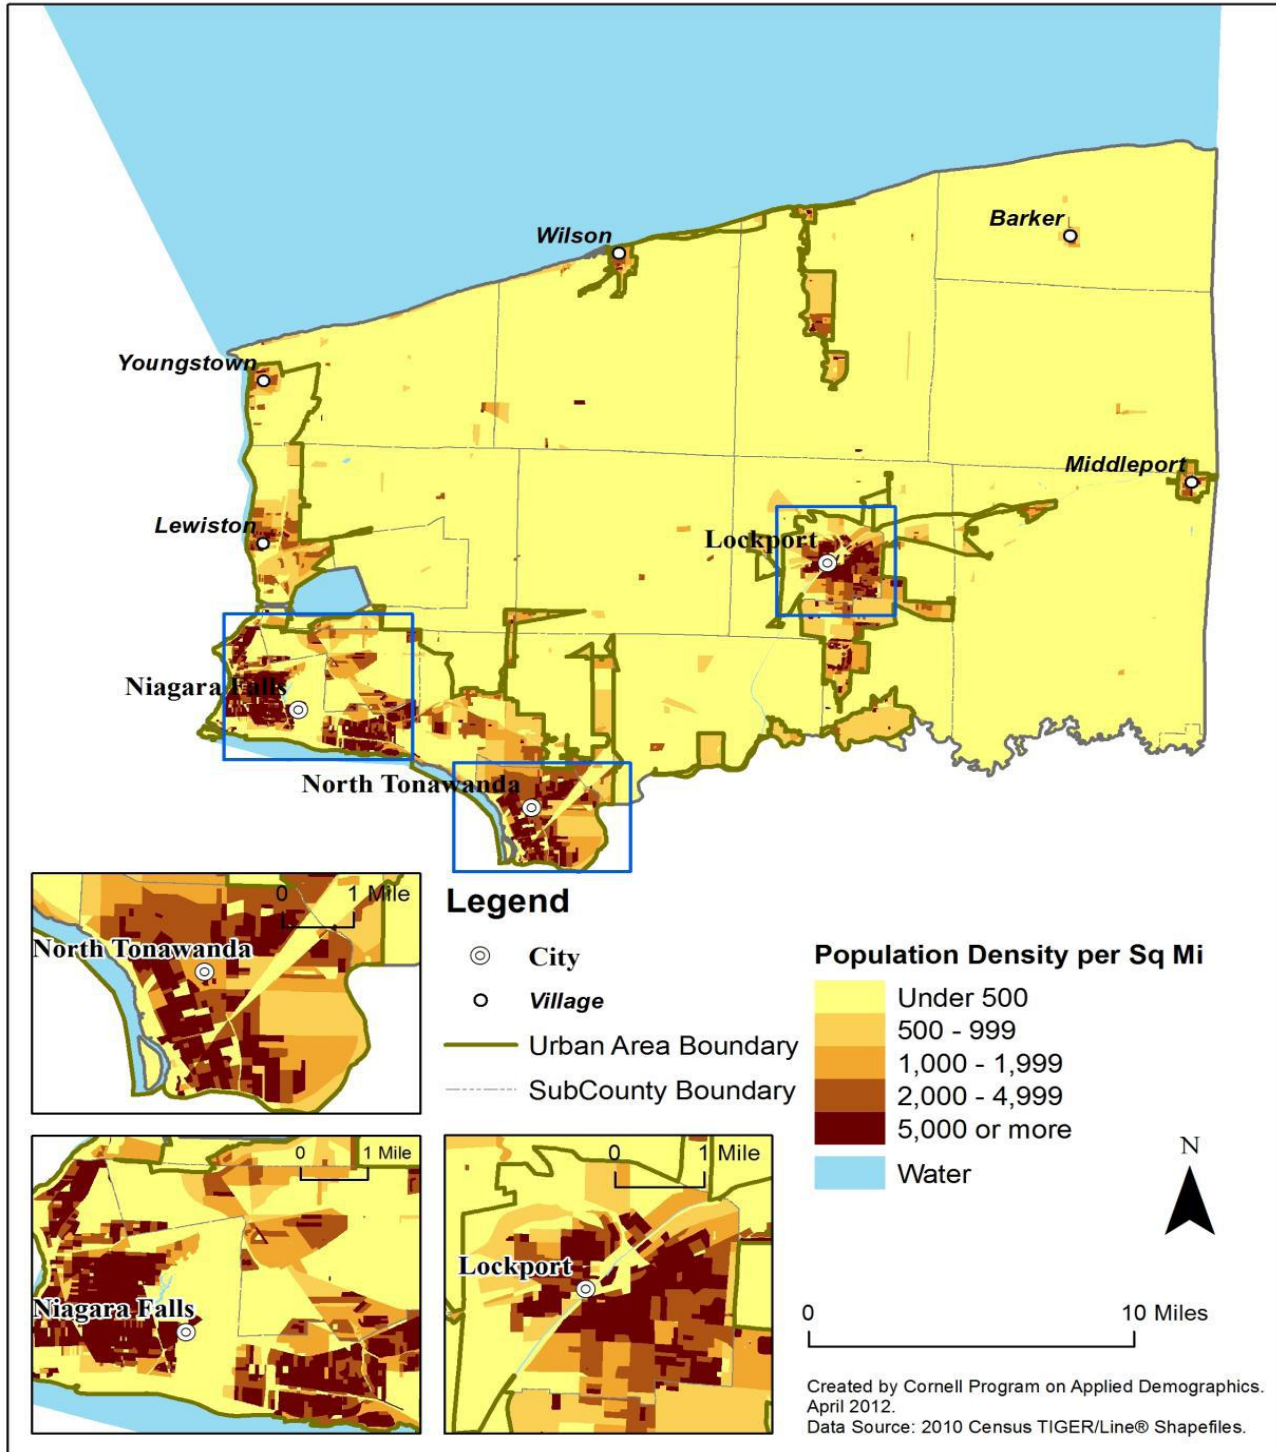 Wilson
Barker
Youngstown
Middleport
Lewiston
Lockport
Niagara Falls
North Tonawanda
0 1 Mile
North Tonawanda
Legend
City
Village
Urban Area Boundary
SubCounty Boundary
Population Density per Sq Mi
Under 500
500 - 999
1,000 - 1,999
2,000 - 4,999
5,000 or more
Water
N
0 1 Mile
Niagara Falls
0 1 Mile
Lockport
0 10 Miles
Created by Cornell Program on Applied Demographics.
April 2012.
Data Source: 2010 Census TIGER/Line® Shapefiles.